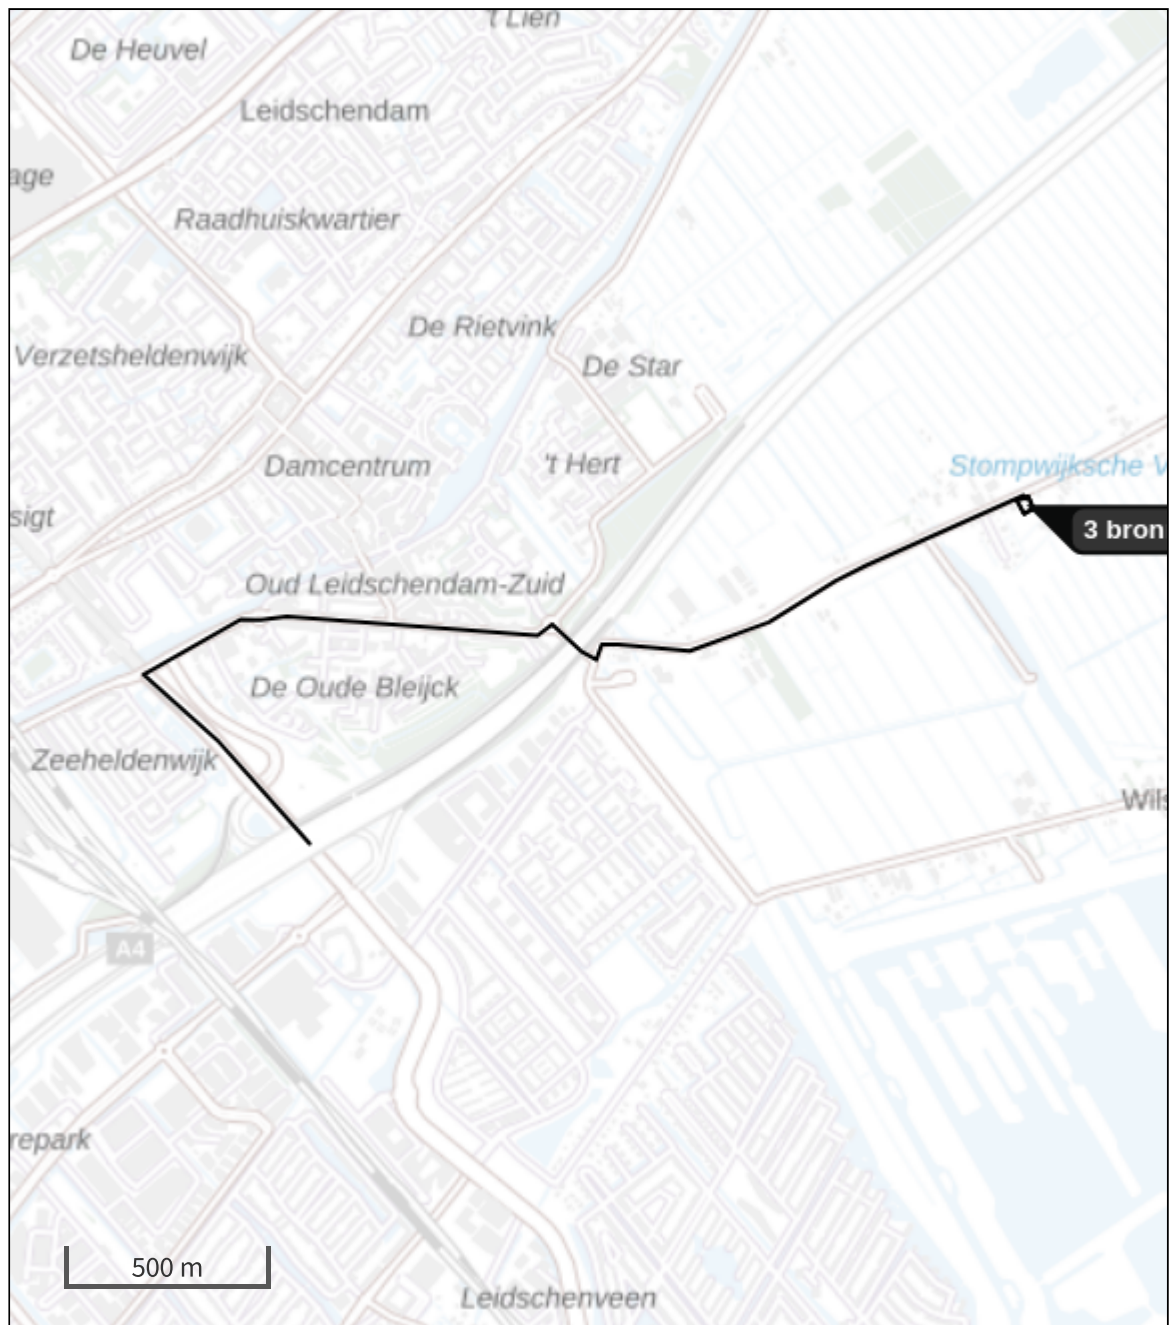 't Lien
De Heuvel
Leidschendam
age
Raadhuiskwartier
De Rietvink
Verzetsheldenwijk
De Star
Damcentrum
't Hert
Stompwijksche V
sigt
3 bron
Oud Leidschendam-Zuid
De Oude Bleijck
Zeeheldenwijk
Wils
A4
repark
500 m
Leidschenveen